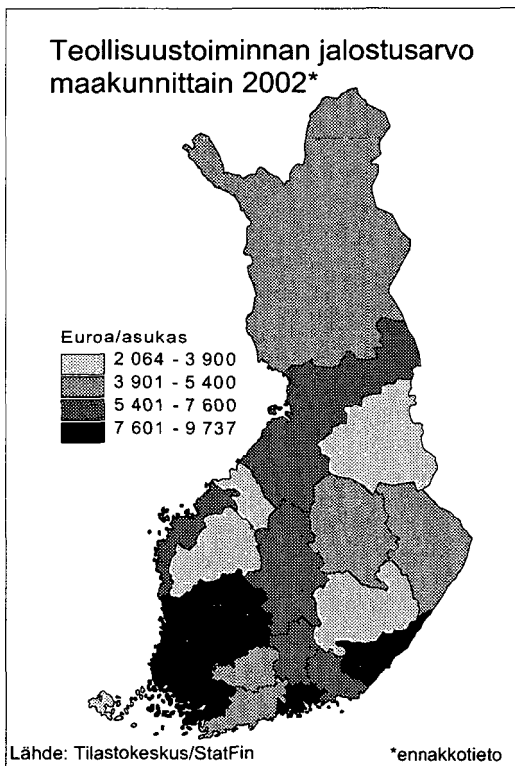 Teollisuustoiminnan jalostusarvo
maakunnittain 2002*
Euroa/asukas
2 064 - 3 900
3 901 - 5 400
5 401 - 7 600
7 601 - 9 737
Lähde: Tilastokeskus/StatFin
*ennakkotieto